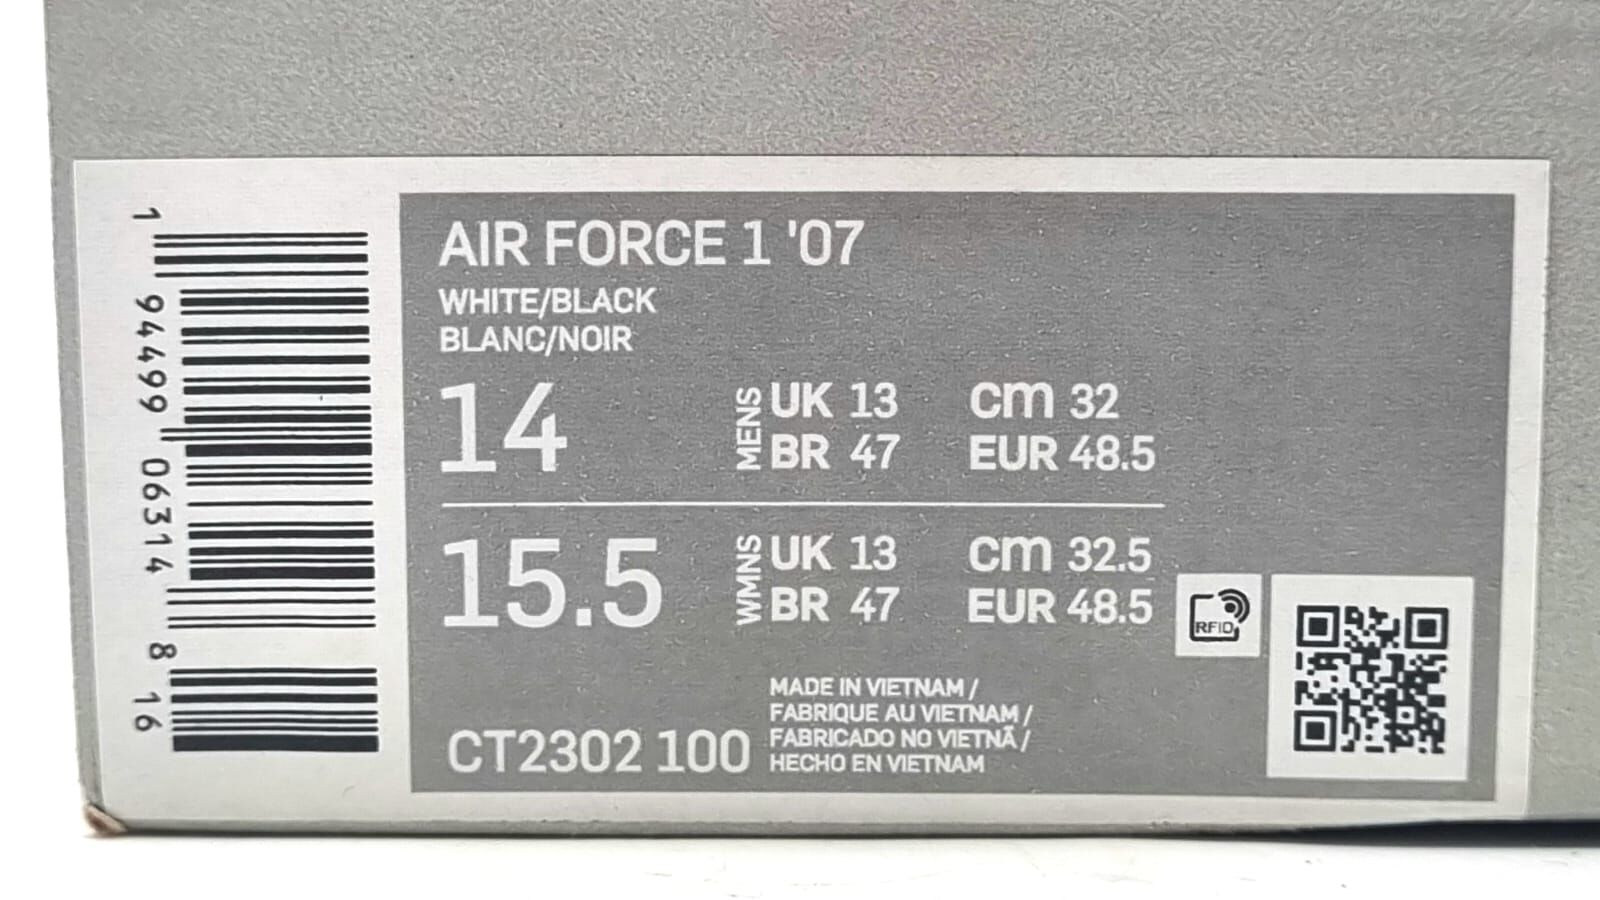 1 94499 06314 8 16
AIR FORCE 1 '07
WHITE/BLACK
BLANC/NOIR
14
MENS
UK 13 cm 32
BR 47 EUR 48.5
15.5
WMNS
UK 13 cm 32.5
BR 47 EUR 48.5
RFID
CT2302 100
MADE IN VIETNAM /
FABRIQUE AU VIETNAM /
FABRICADO NO VIETNÃ /
HECHO EN VIETNAM